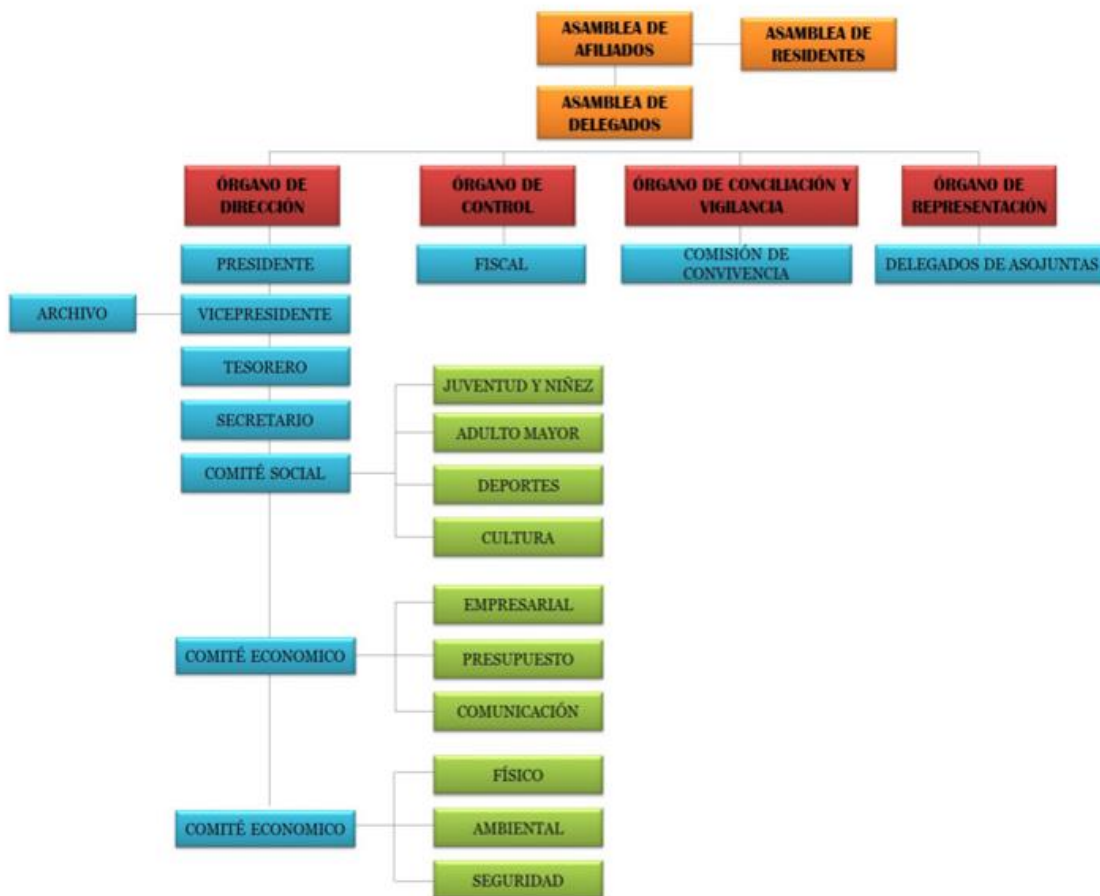 ASAMBLEA DE
AFILIADOS
ASAMBLEA DE
RESIDENTES
ASAMBLEA DE
DELEGADOS
ÓRGANO DE
DIRECCIÓN
ÓRGANO DE
CONTROL
ÓRGANO DE CONCILIACIÓN Y
VIGILANCIA
ÓRGANO DE
REPRESENTACIÓN
PRESIDENTE
FISCAL
COMISIÓN DE
CONVIVENCIA
DELEGADOS DE ASOJUNTAS
ARCHIVO
VICEPRESIDENTE
TESORERO
SECRETARIO
COMITÉ SOCIAL
JUVENTUD Y NIÑEZ
ADULTO MAYOR
DEPORTES
CULTURA
COMITÉ ECONOMICO
EMPRESARIAL
PRESUPUESTO
COMUNICACIÓN
COMITÉ ECONOMICO
FÍSICO
AMBIENTAL
SEGURIDAD